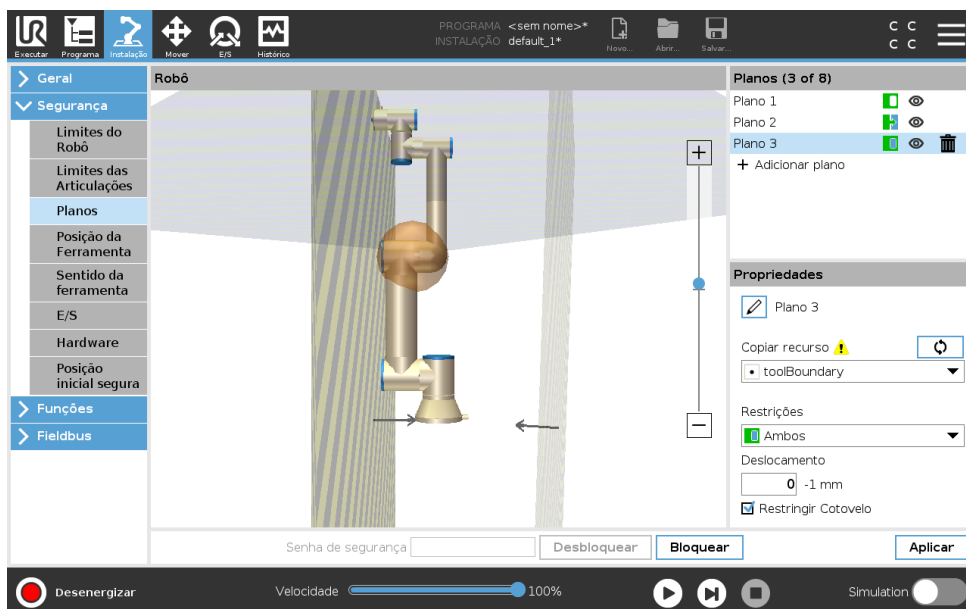 UR
PROGRAMA <sem nome>*
INSTALAÇÃO default_1*
Executar Programa Instalação Mover E/S Histórico Novo... Abrir... Salvar...
C C
C C
Geral
Segurança
Limites do
Robô
Limites das
Articulações
Planos
Posição da
Ferramenta
Sentido da
ferramenta
E/S
Hardware
Posição
inicial segura
Funções
Fieldbus
Robô
Planos (3 of 8)
Plano 1
Plano 2
Plano 3
+ Adicionar plano
Propriedades
Plano 3
Copiar recurso
toolBoundary
Restrições
Ambos
Deslocamento
0 -1 mm
Restringir Cotovelo
Senha de segurança Desbloquear Bloquear Aplicar
Desenergizar Velocidade 100% Simulation